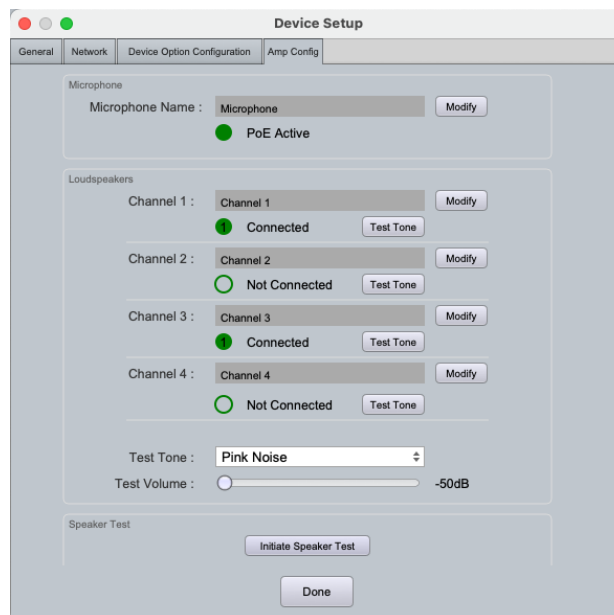 Device Setup
General Network Device Option Configuration Amp Config
Microphone
Microphone Name : Microphone Modify
PoE Active
Loudspeakers
Channel 1 : Channel 1 Modify
1 Connected Test Tone
Channel 2 : Channel 2 Modify
Not Connected Test Tone
Channel 3 : Channel 3 Modify
1 Connected Test Tone
Channel 4 : Channel 4 Modify
Not Connected Test Tone
Test Tone : Pink Noise
Test Volume : -50dB
Speaker Test
Initiate Speaker Test
Done